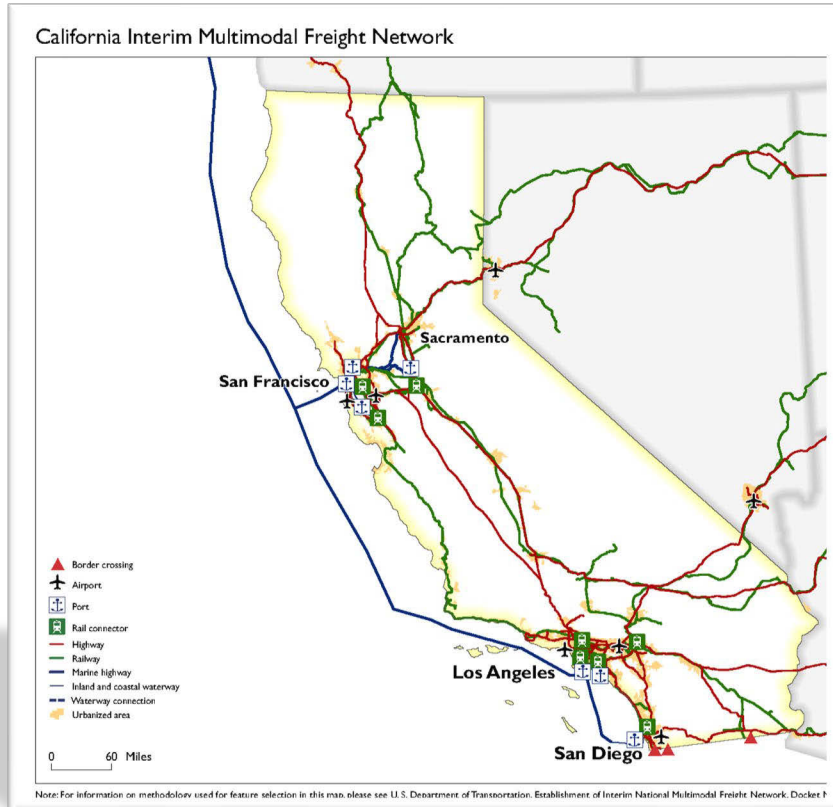 California Interim Multimodal Freight Network
Sacramento
San Francisco
Los Angeles
San Diego
Border crossing
Airport
Port
Rail connector
Highway
Railway
Marine highway
Inland and coastal waterway
Waterway connection
Urbanized area
0 60 Miles
Note: For information on methodology used for feature selection in this map, please see U.S. Department of Transportation, Establishment of Interim National Multimodal Freight Network, Docket